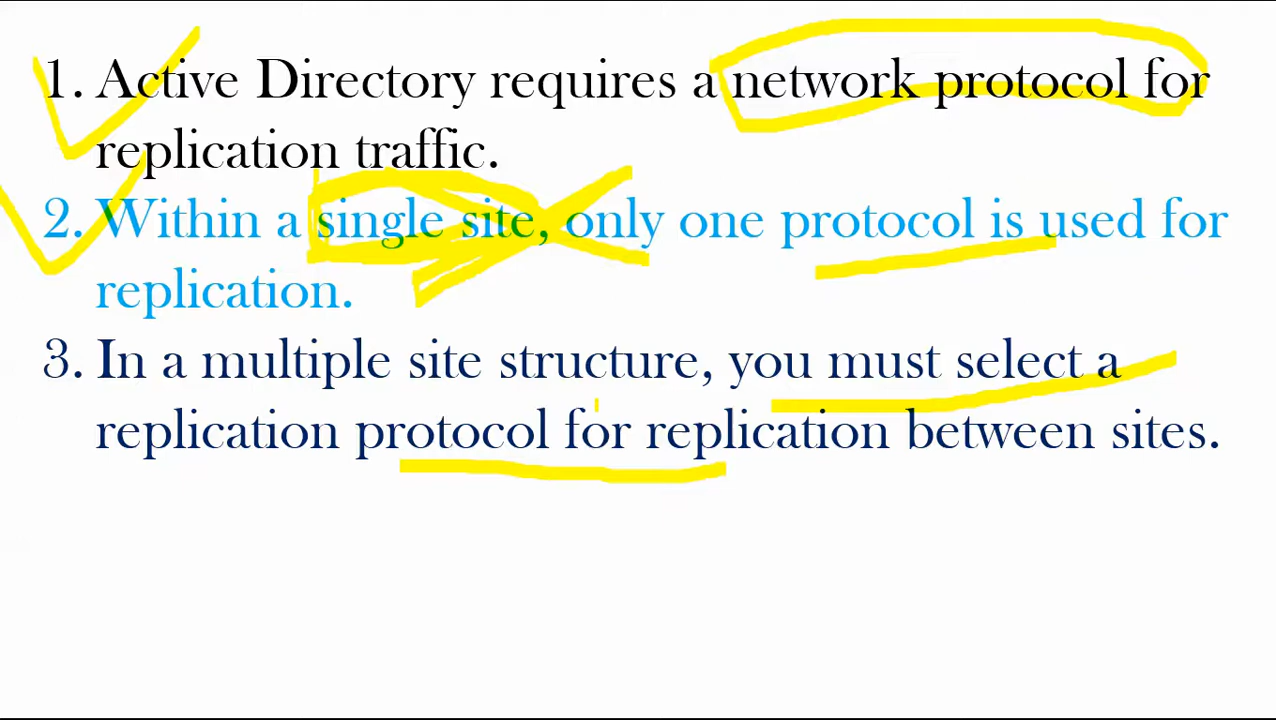 1. Active Directory requires a network protocol for
replication traffic.
2. Within a single site, only one protocol is used for
replication.
3. In a multiple site structure, you must select a
replication protocol for replication between sites.